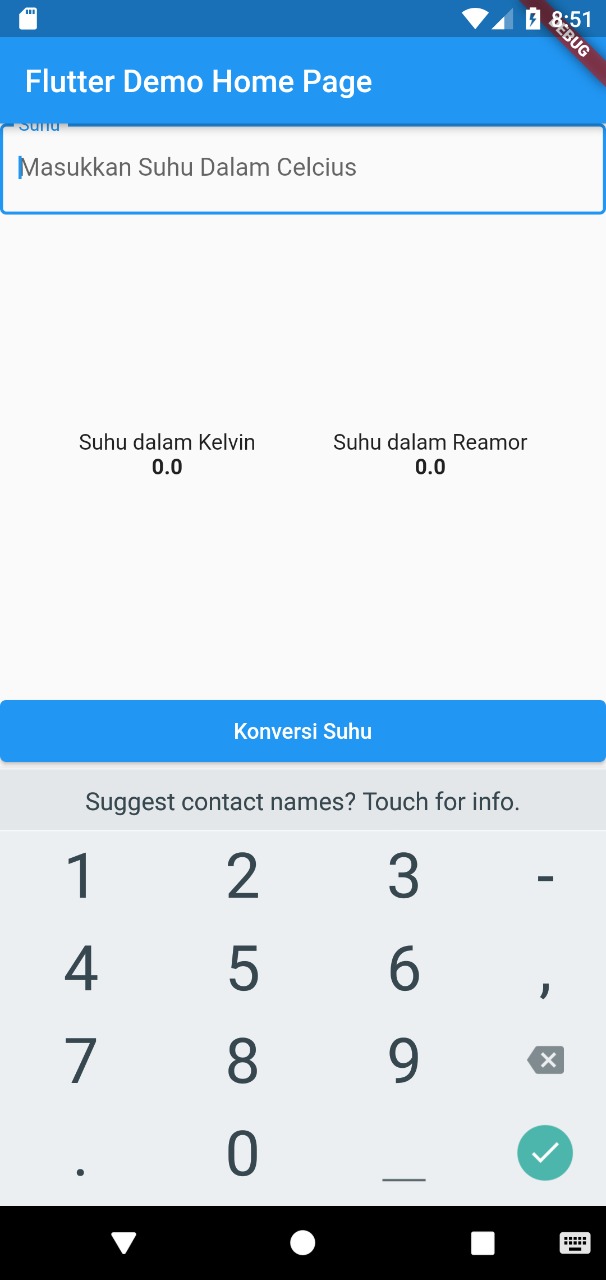 8:51
DEBUG
Flutter Demo Home Page
Suhu
Masukkan Suhu Dalam Celcius
Suhu dalam Kelvin
0.0
Suhu dalam Reamor
0.0
Konversi Suhu
Suggest contact names? Touch for info.
1 2 3 -
4 5 6 ,
7 8 9
. 0 _